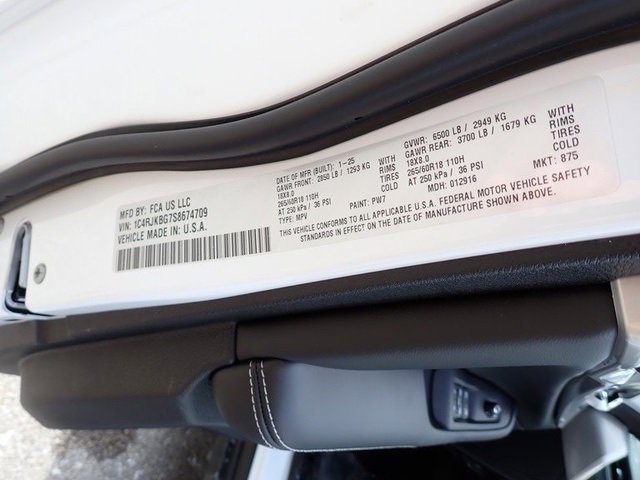 MFD BY: FCA US LLC
VIN: 1C4RJKBG7S8674709
VEHICLE MADE IN: U.S.A.
DATE OF MFR (BUILT): 1-25
GAWR FRONT: 2850 LB / 1293 KG WITH
18X8.0 RIMS
265/60R18 110H TIRES
AT 250 kPa / 36 PSI COLD
TYPE: MPV
PAINT: PW7
GVWR: 6500 LB / 2949 KG
GAWR REAR: 3700 LB / 1679 KG WITH
18X8.0 RIMS
265/60R18 110H TIRES
AT 250 kPa / 36 PSI COLD
MDH: 012916
MKT: 875
THIS VEHICLE CONFORMS TO ALL APPLICABLE U.S.A. FEDERAL MOTOR VEHICLE SAFETY
STANDARDS IN EFFECT ON THE DATE OF MANUFACTURE SHOWN ABOVE.